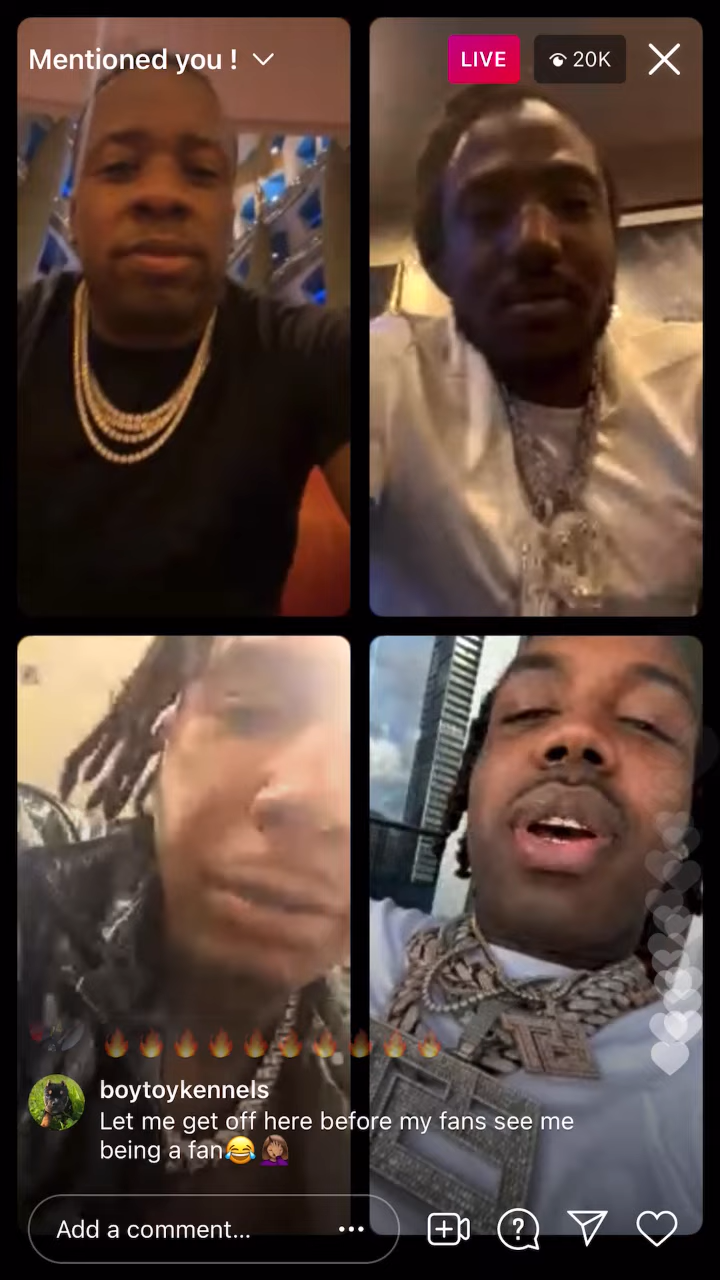 Mentioned you !
LIVE
20K
🔥🔥🔥🔥🔥🔥🔥🔥🔥🔥
boytoykennels
Let me get off here before my fans see me
being a fan😂🤦🏽‍♀️
Add a comment...